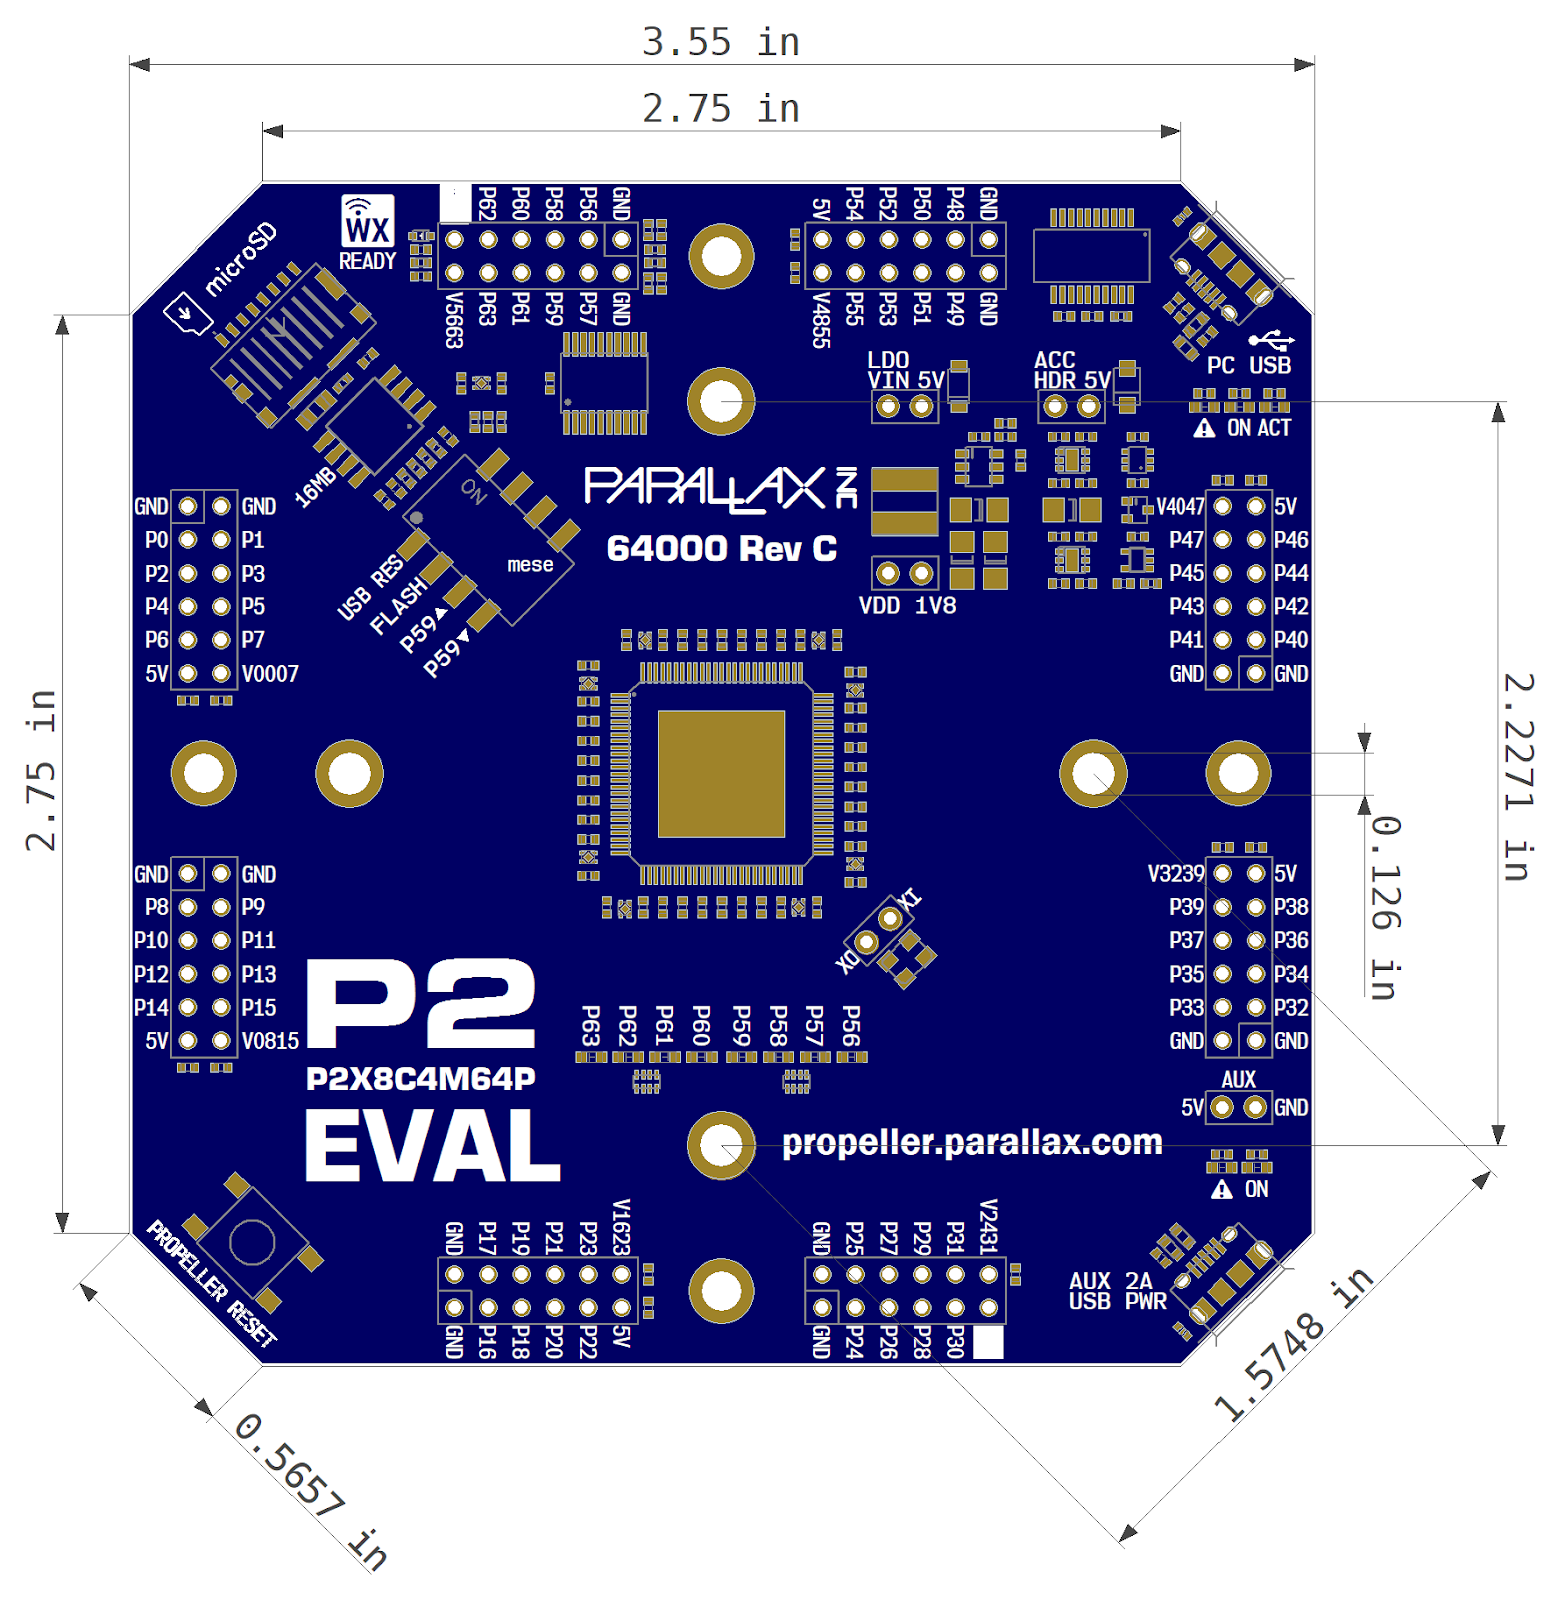 3.55 in
2.75 in
microSD
WX
READY
P62 P60 P58 P56 GND
V5663 P63 P61 P59 P57 GND
5V P54 P52 P50 P48 GND
V4855 P55 P53 P51 P49 GND
PC USB
ON ACT
LDO
VIN 5V
ACC
HDR 5V
16MB
ON
mese
USB RES
FLASH
P59
P59
PARALLAX INC
64000 Rev C
VDD 1V8
GND GND
P0 P1
P2 P3
P4 P5
P6 P7
5V V0007
V4047 5V
P47 P46
P45 P44
P43 P42
P41 P40
GND GND
2.75 in
2.2271 in
0.126 in
GND GND
P8 P9
P10 P11
P12 P13
P14 P15
5V V0815
V3239 5V
P39 P38
P37 P36
P35 P34
P33 P32
GND GND
XI
XO
P2
P2X8C4M64P
EVAL
P63 P62 P61 P60 P59 P58 P57 P56
AUX
5V GND
propeller.parallax.com
ON
PROPELLER RESET
GND P17 P19 P21 P23 V1623
GND P16 P18 P20 P22 5V
GND P25 P27 P29 P31 V2431
GND P24 P26 P28 P30
AUX 2A
USB PWR
1.5748 in
0.5657 in